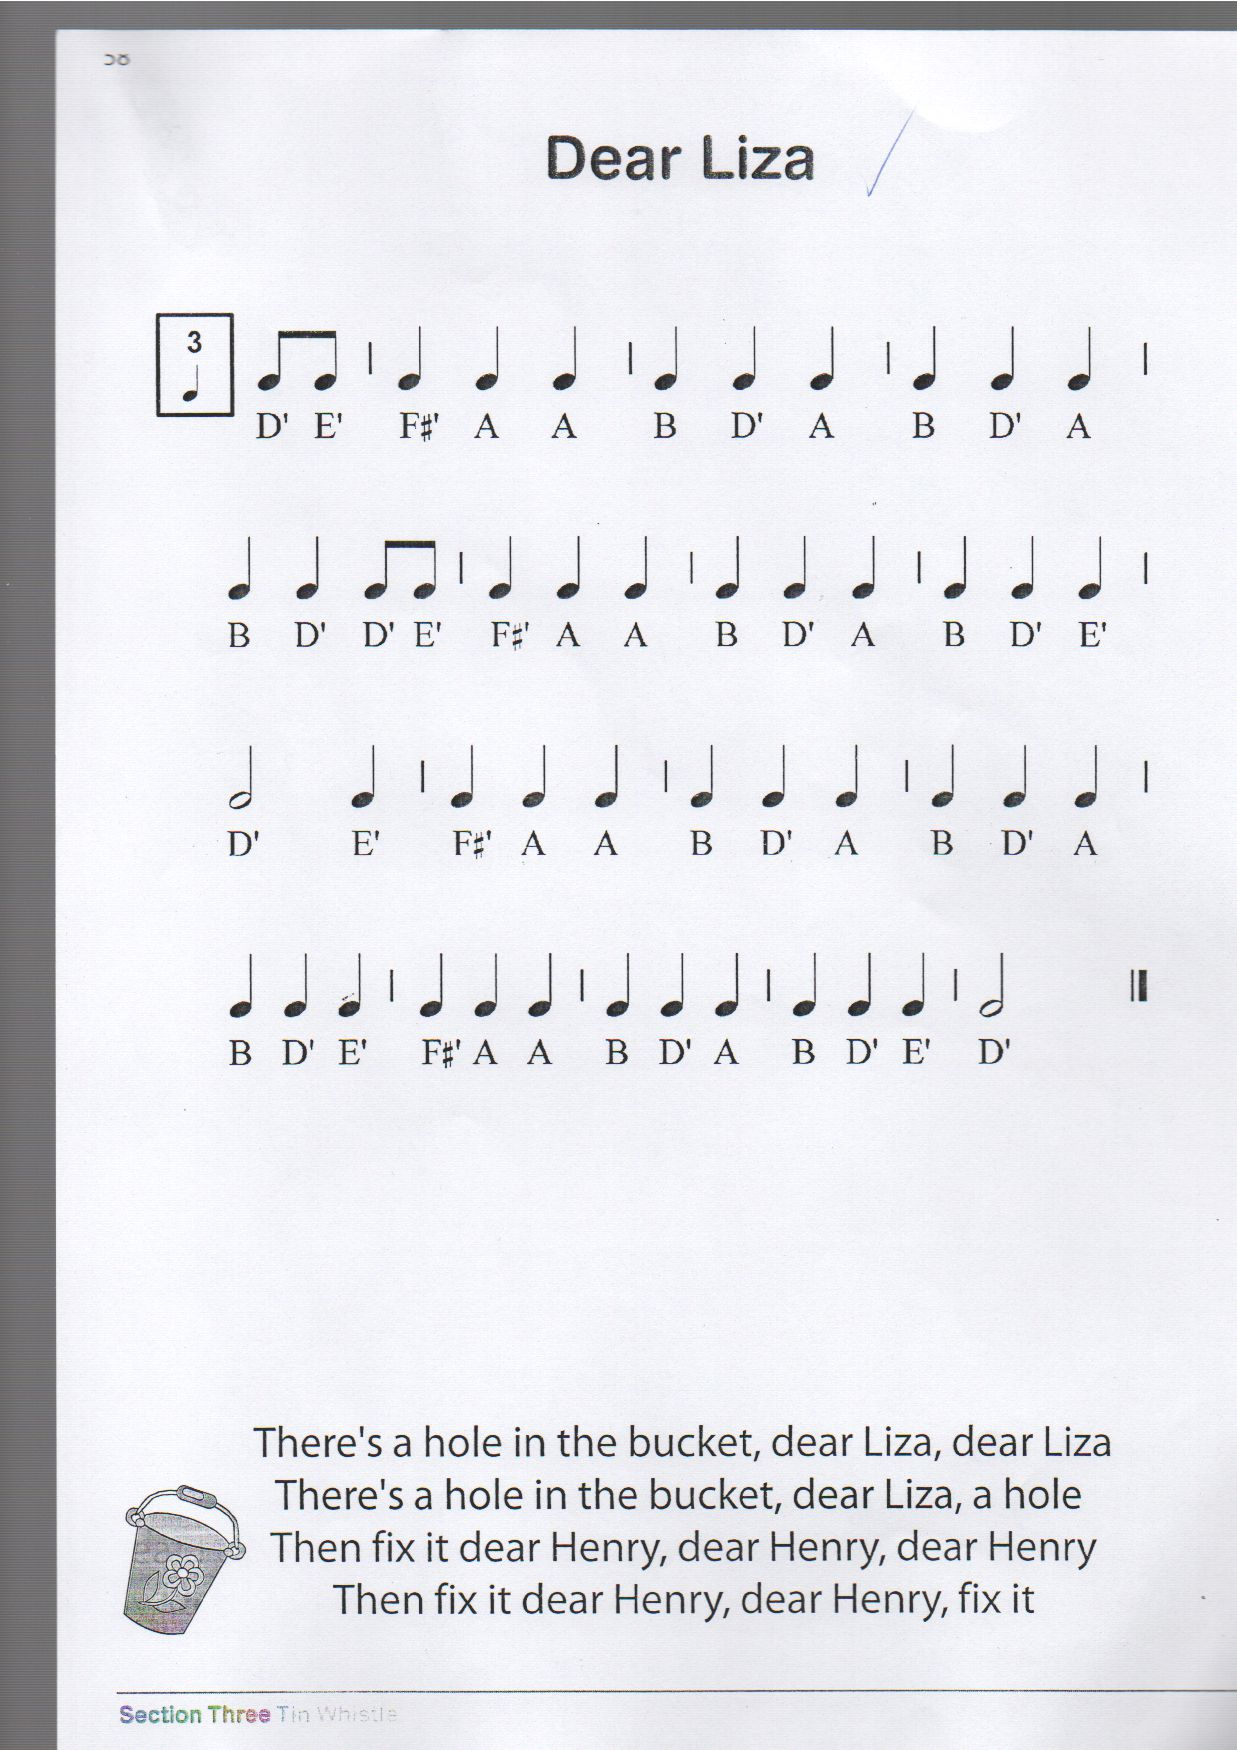 58
Dear Liza
3
D' E' F♯' A A B D' A B D' A
B D' D' E' F♯' A A B D' A B D' E'
D' E' F♯' A A B D' A B D' A
B D' E' F♯' A A B D' A B D' E' D'
There's a hole in the bucket, dear Liza, dear Liza
There's a hole in the bucket, dear Liza, a hole
Then fix it dear Henry, dear Henry, dear Henry
Then fix it dear Henry, dear Henry, fix it
Section Three Tin Whistle